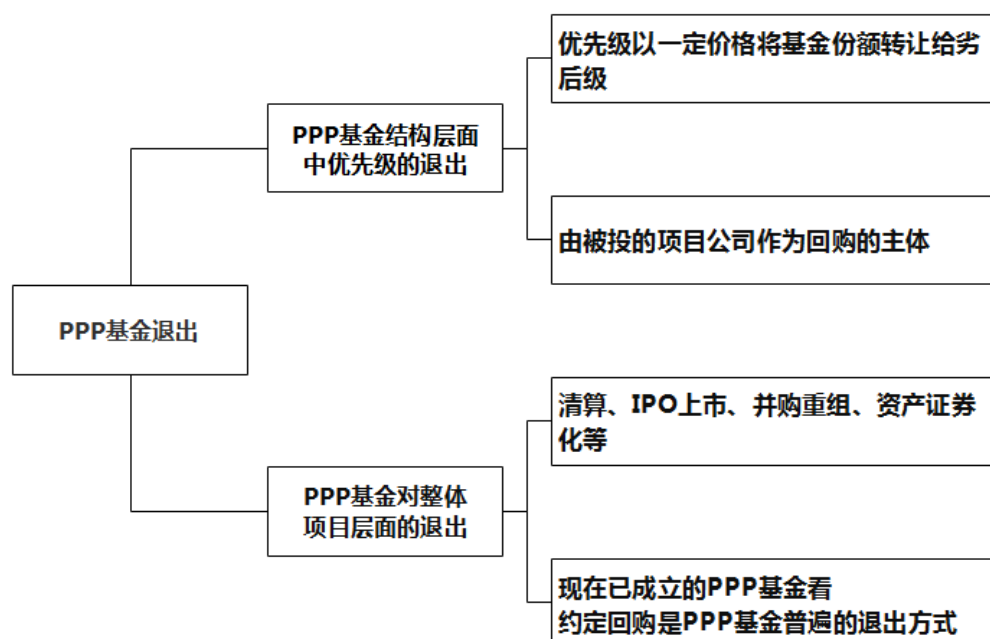 优先级以一定价格将基金份额转让给劣
后级
PPP基金结构层面
中优先级的退出
由被投的项目公司作为回购的主体
PPP基金退出
清算、IPO上市、并购重组、资产证券
化等
PPP基金对整体
项目层面的退出
现在已成立的PPP基金看
约定回购是PPP基金普遍的退出方式